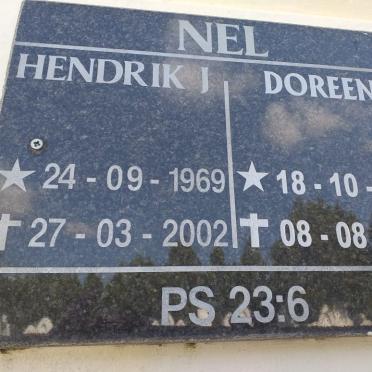 NEL
HENDRIK J DOREEN
24 - 09 - 1969 18 - 10 -
27 - 03 - 2002 08 - 08
PS 23:6